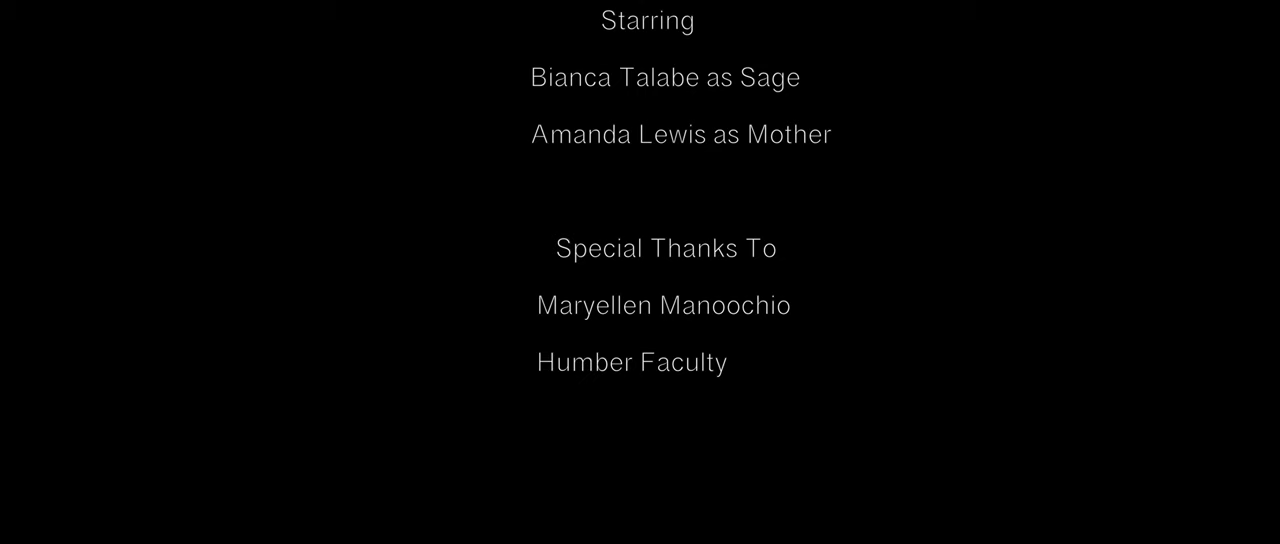 Starring
Bianca Talabe as Sage
Amanda Lewis as Mother
Special Thanks To
Maryellen Manoochio
Humber Faculty